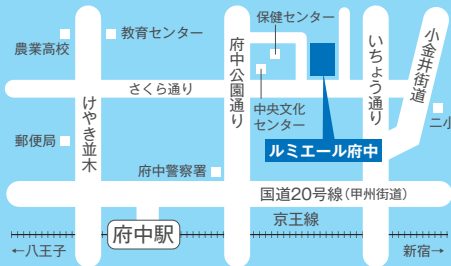 保健センター
農業高校
教育センター
府中公園通り
いちょう通り
小金井街道
さくら通り
中央文化
センター
二小
けやき並木
郵便局
ルミエール府中
府中警察署
国道20号線(甲州街道)
京王線
府中駅
←八王子
新宿→